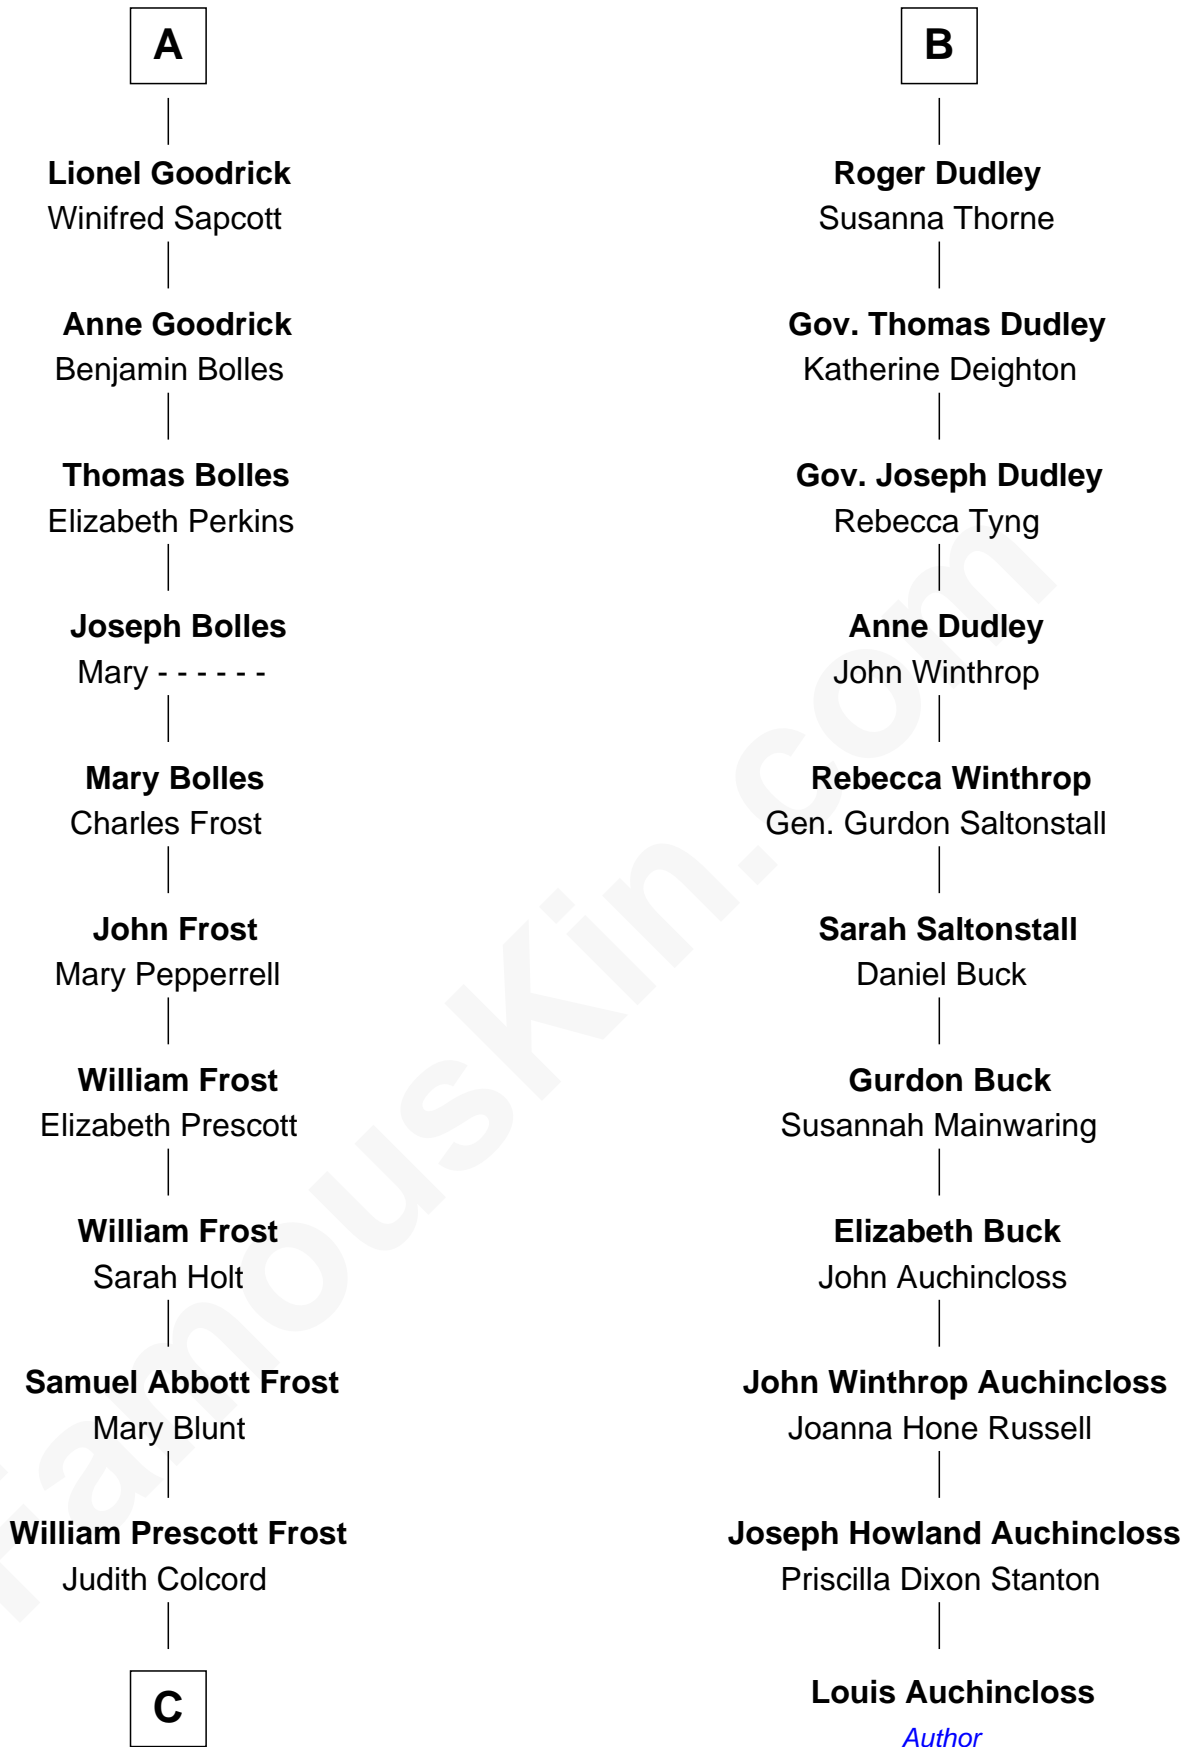 A
Lionel Goodrick
Winifred Sapcott
Anne Goodrick
Benjamin Bolles
Thomas Bolles
Elizabeth Perkins
Joseph Bolles
Mary - - - - - -
Mary Bolles
Charles Frost
John Frost
Mary Pepperrell
William Frost
Elizabeth Prescott
William Frost
Sarah Holt
Samuel Abbott Frost
Mary Blunt
William Prescott Frost
Judith Colcord
C
B
Roger Dudley
Susanna Thorne
Gov. Thomas Dudley
Katherine Deighton
Gov. Joseph Dudley
Rebecca Tyng
Anne Dudley
John Winthrop
Rebecca Winthrop
Gen. Gurdon Saltonstall
Sarah Saltonstall
Daniel Buck
Gurdon Buck
Susannah Mainwaring
Elizabeth Buck
John Auchincloss
John Winthrop Auchincloss
Joanna Hone Russell
Joseph Howland Auchincloss
Priscilla Dixon Stanton
Louis Auchincloss
Author
FamousKin.com